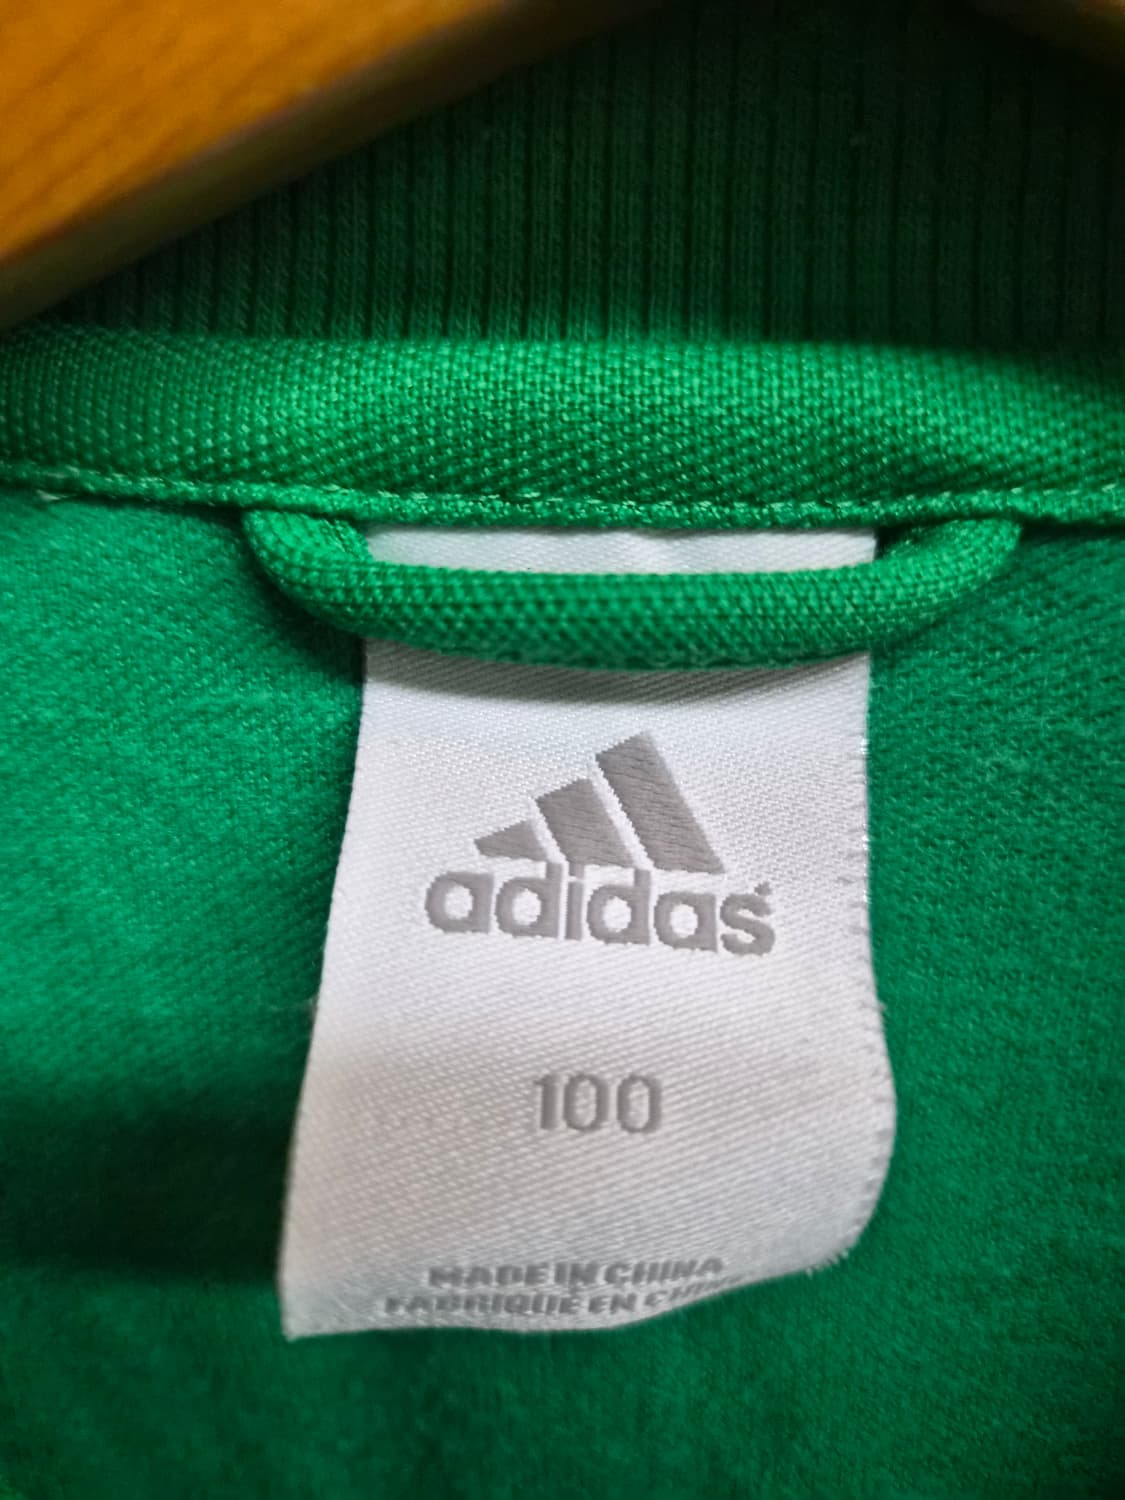 adidas
100
MADE IN CHINA
FABRIQUÉ EN CHINE